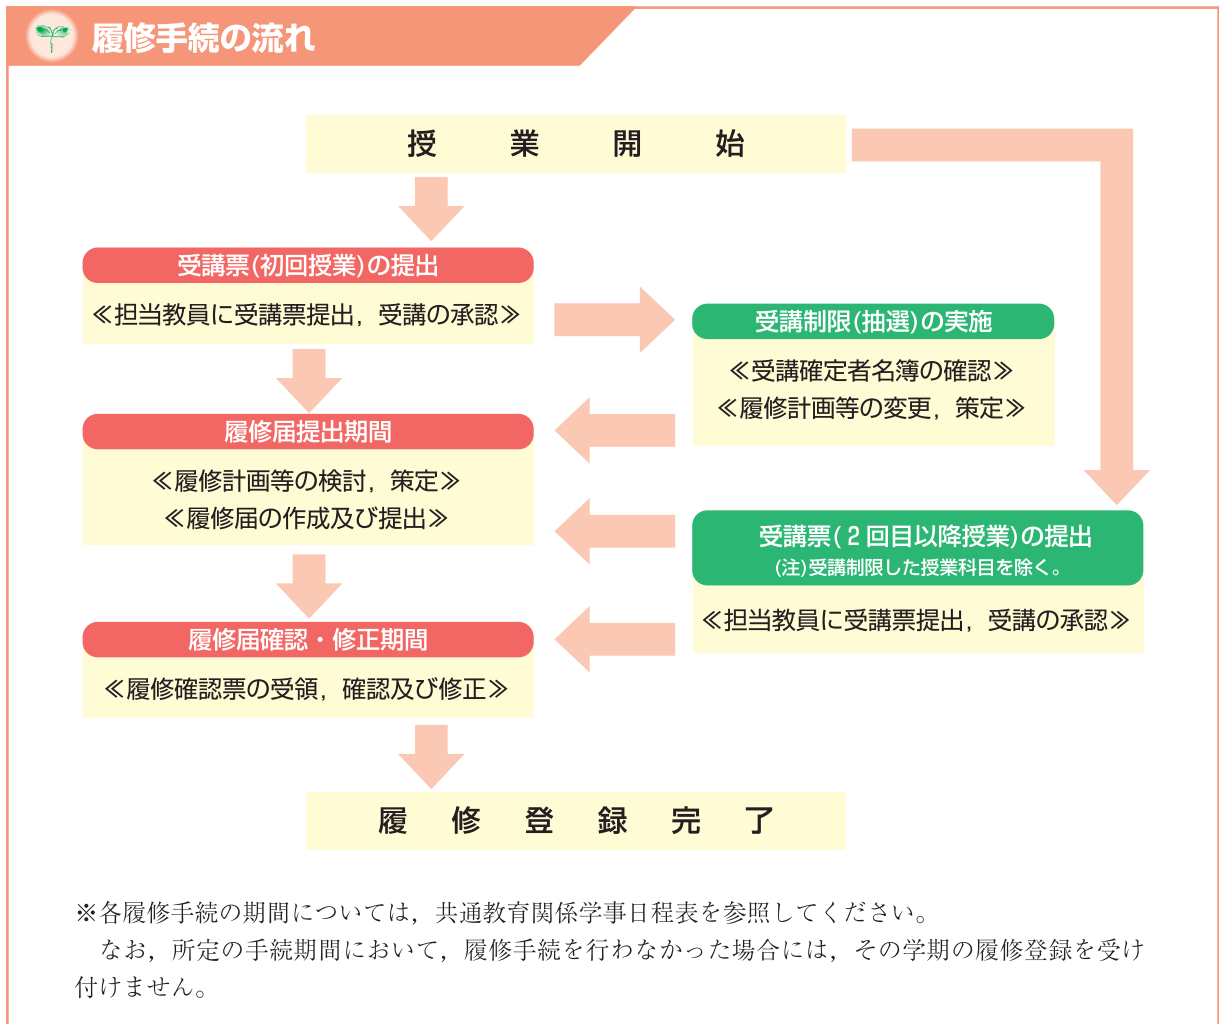 履修手続の流れ
授業開始
受講票(初回授業)の提出
≪担当教員に受講票提出，受講の承認≫
受講制限(抽選)の実施
≪受講確定者名簿の確認≫
≪履修計画等の変更，策定≫
履修届提出期間
≪履修計画等の検討，策定≫
≪履修届の作成及び提出≫
受講票(２回目以降授業)の提出
(注)受講制限した授業科目を除く。
≪担当教員に受講票提出，受講の承認≫
履修届確認・修正期間
≪履修確認票の受領，確認及び修正≫
履修登録完了
※各履修手続の期間については，共通教育関係学事日程表を参照してください。
なお，所定の手続期間において，履修手続を行わなかった場合には，その学期の履修登録を受け
付けません。